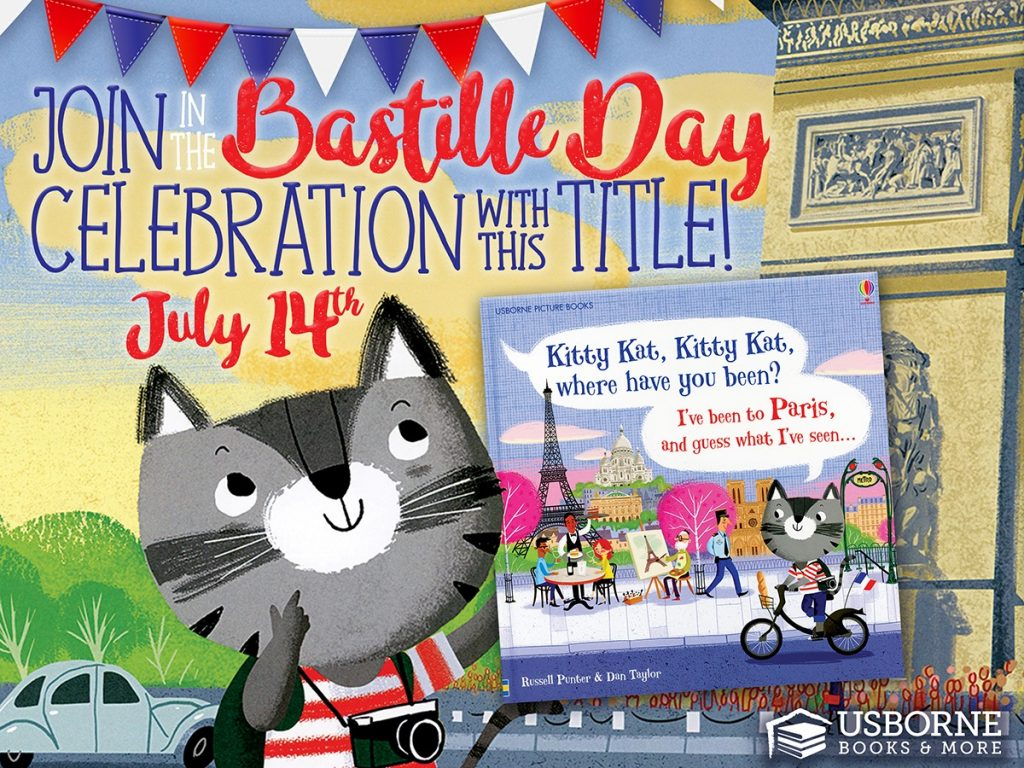 JOIN IN THE Bastille Day
CELEBRATION WITH THIS TITLE!
July 14th
USBORNE PICTURE BOOKS
Kitty Kat, Kitty Kat,
where have you been?
I've been to Paris,
and guess what I've seen...
METRO
Russell Punter & Dan Taylor
USBORNE
BOOKS & MORE